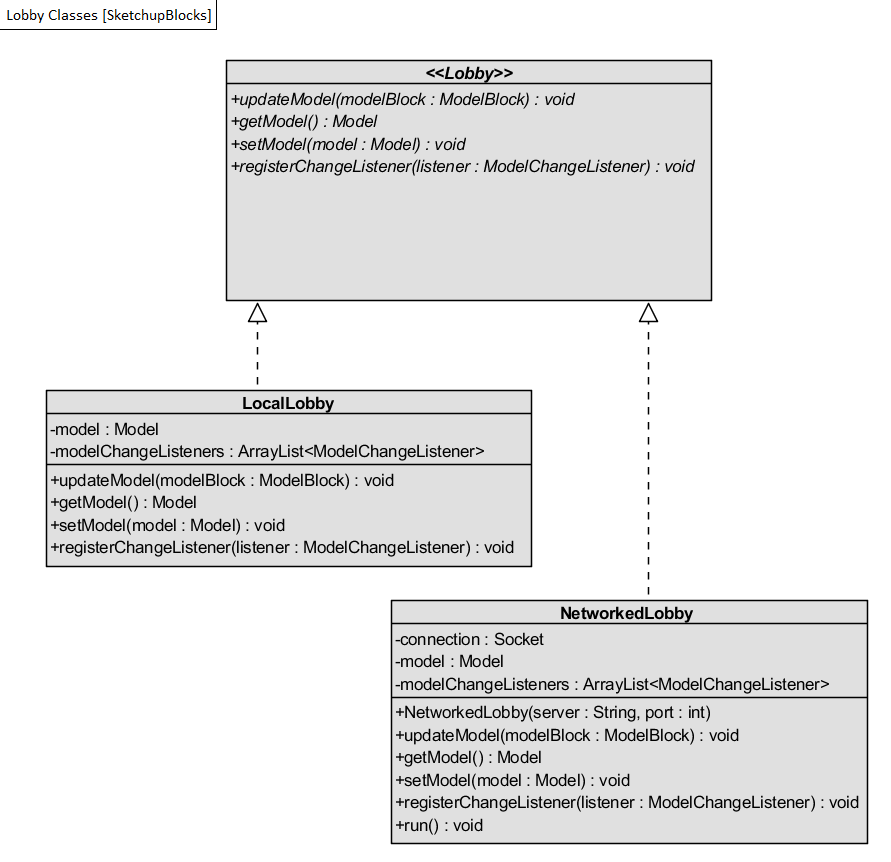 Lobby Classes [SketchupBlocks]
<<Lobby>>
+updateModel(modelBlock : ModelBlock) : void
+getModel() : Model
+setModel(model : Model) : void
+registerChangeListener(listener : ModelChangeListener) : void
LocalLobby
-model : Model
-modelChangeListeners : ArrayList<ModelChangeListener>
+updateModel(modelBlock : ModelBlock) : void
+getModel() : Model
+setModel(model : Model) : void
+registerChangeListener(listener : ModelChangeListener) : void
NetworkedLobby
-connection : Socket
-model : Model
-modelChangeListeners : ArrayList<ModelChangeListener>
+NetworkedLobby(server : String, port : int)
+updateModel(modelBlock : ModelBlock) : void
+getModel() : Model
+setModel(model : Model) : void
+registerChangeListener(listener : ModelChangeListener) : void
+run() : void